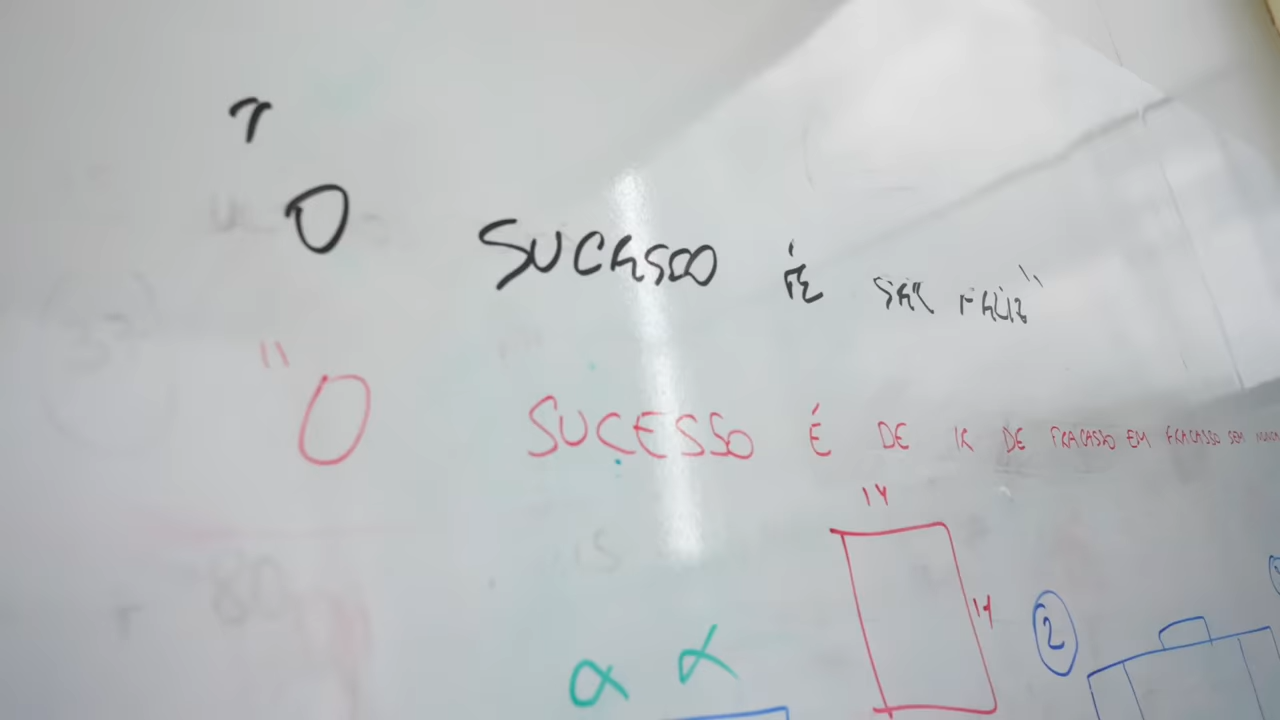 "O SUCESSO É SER FELIZ"
"O SUCESSO É DE IR DE FRACASSO EM FRACASSO SEM
14
14
2
α α